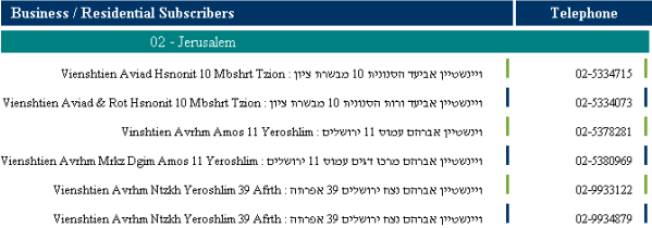 Business / Residential Subscribers Telephone
02 - Jerusalem
Vienshtien Aviad Hsnonit 10 Mbshrt Tzion : ויינשטיין אביעד הסנונית 10 מבשרת ציון 02-5334715
Vienshtien Aviad & Rot Hsnonit 10 Mbshrt Tzion : ויינשטיין אביעד ורות הסנונית 10 מבשרת ציון 02-5334073
Vinshtien Avrhm Amos 11 Yeroshlim : וינשטיין אברהם עמוס 11 ירושלים 02-5378281
Vienshtien Avrhm Mrkz Dgim Amos 11 Yeroshlim : ויינשטיין אברהם מרכז דגים עמוס 11 ירושלים 02-5380969
Vienshtien Avrhm Ntzkh Yeroshlim 39 Afrth : ויינשטיין אברהם נצח ירושלים 39 אפרתה 02-9933122
Vienshtien Avrhm Ntzkh Yeroshlim 39 Afrth : ויינשטיין אברהם נצח ירושלים 39 אפרתה 02-9934879